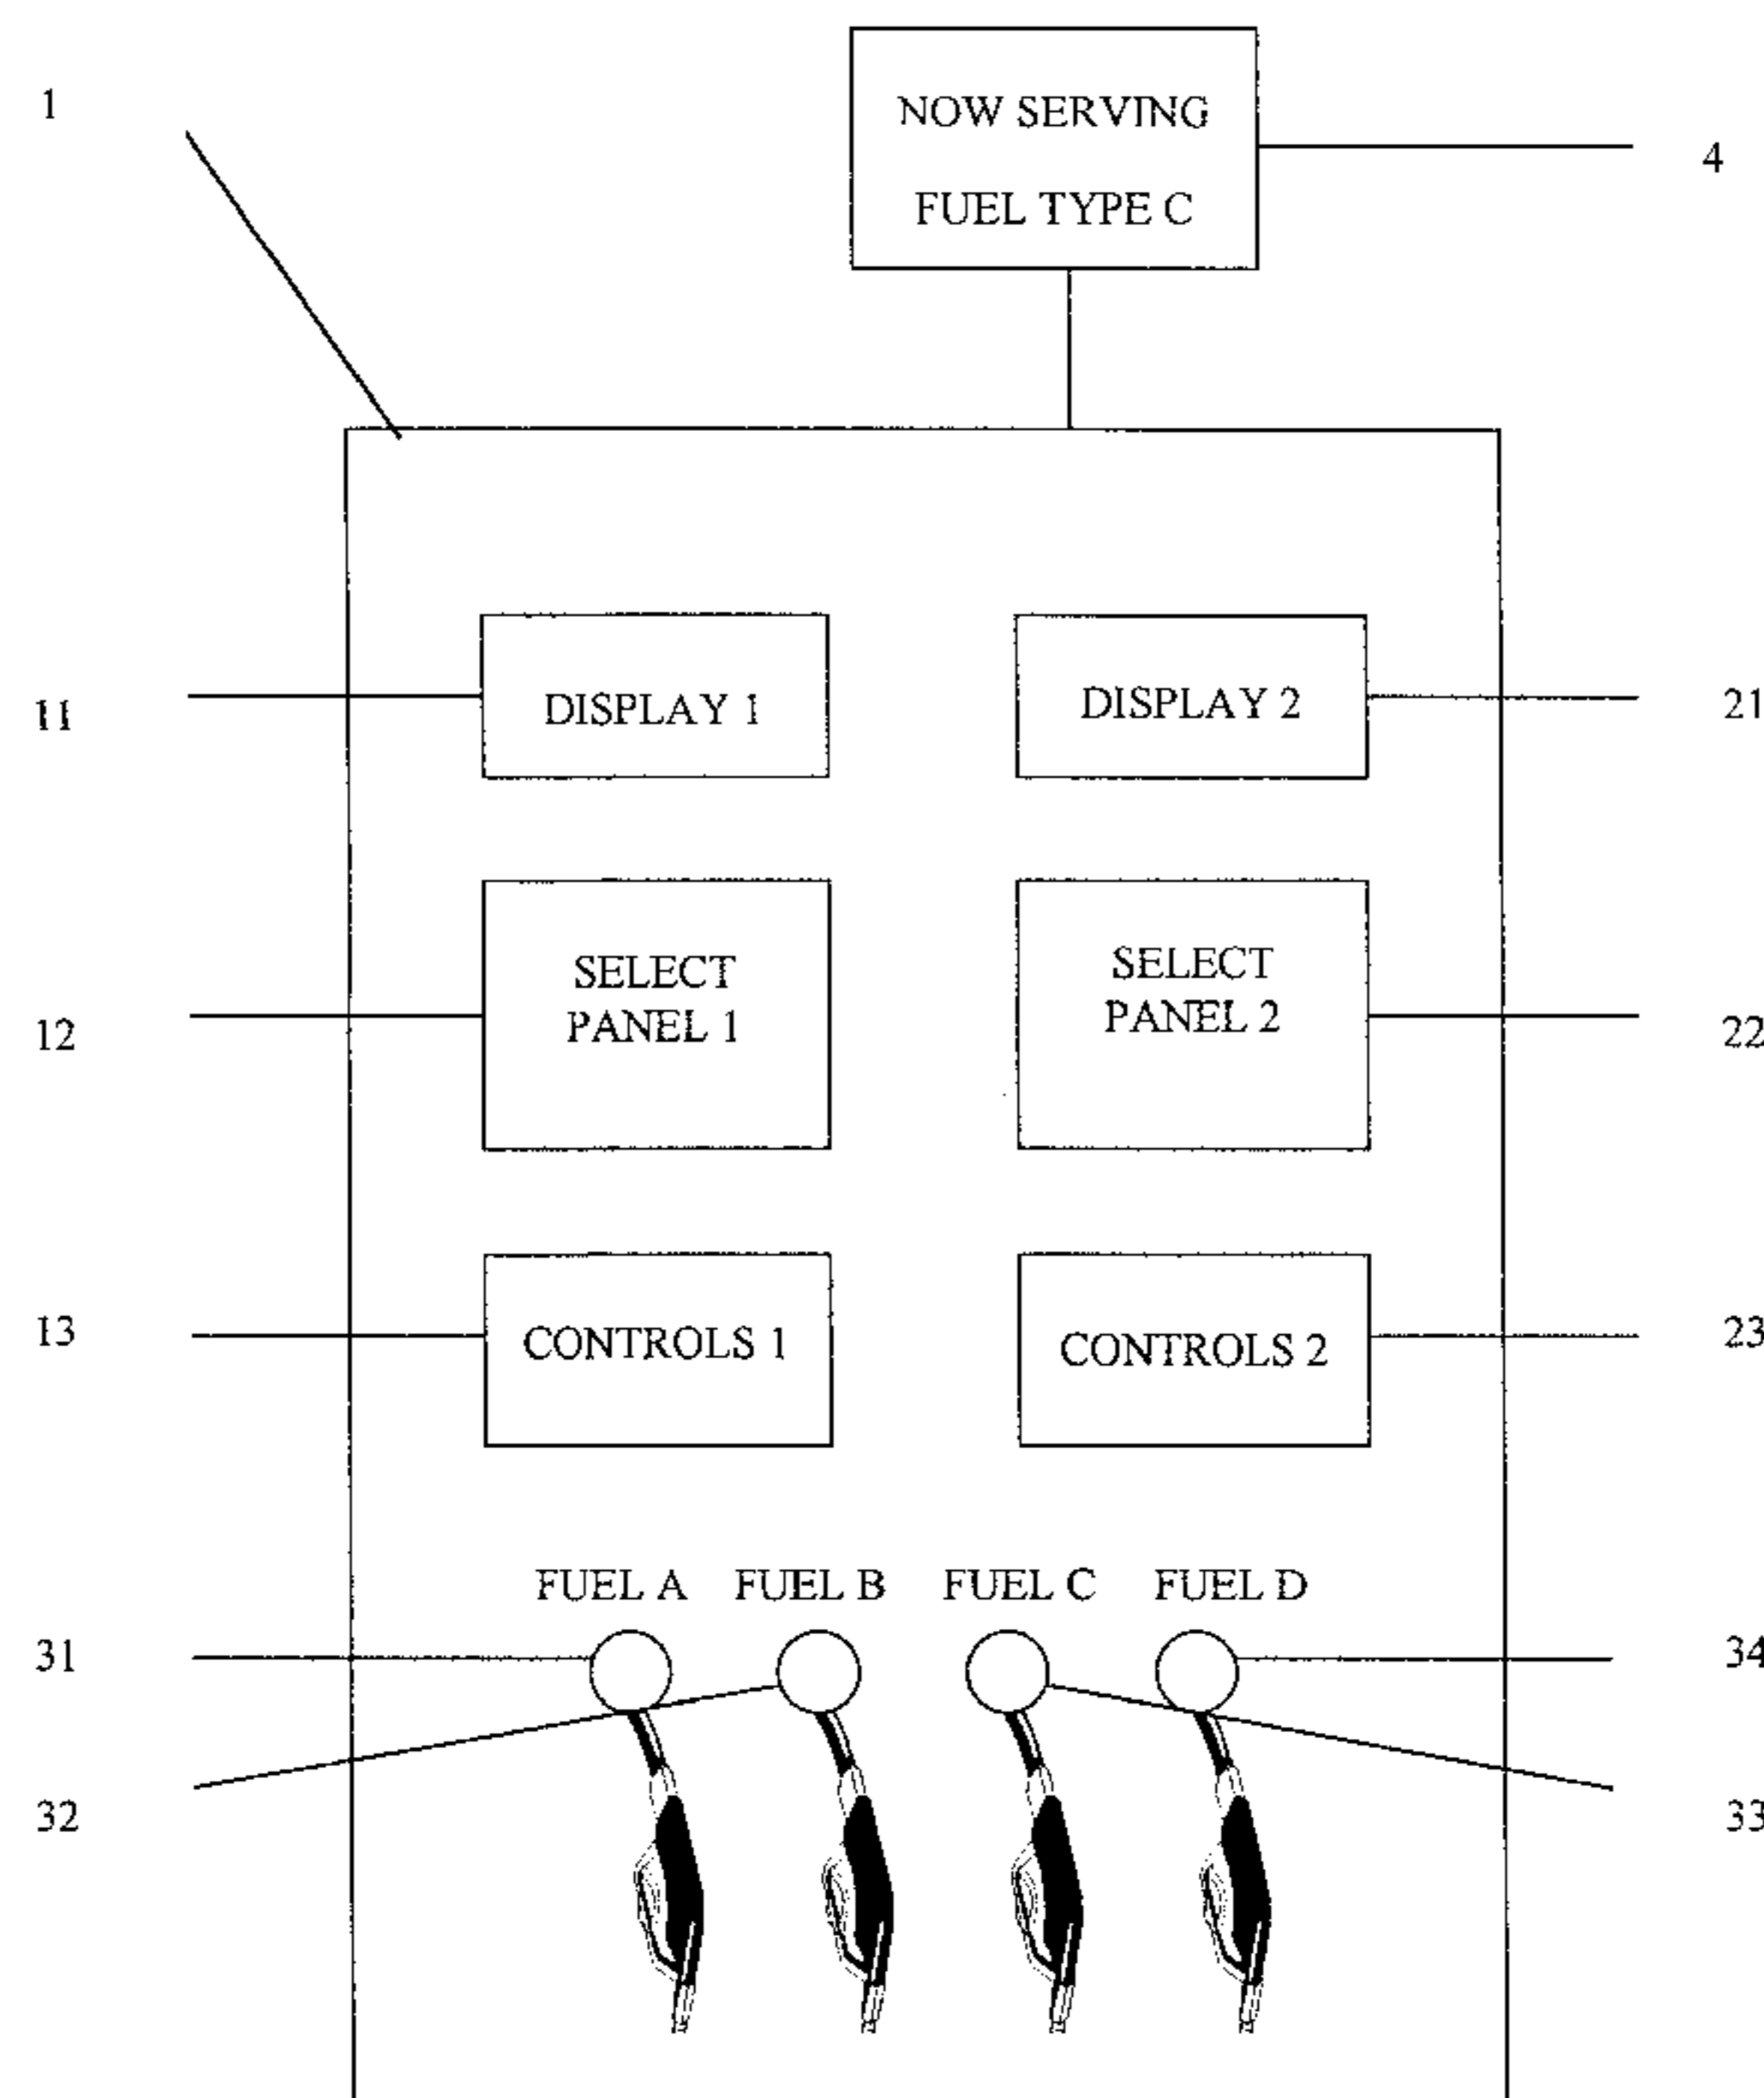 1
NOW SERVING
FUEL TYPE C
4
11
DISPLAY 1
DISPLAY 2
21
12
SELECT
PANEL 1
SELECT
PANEL 2
22
13
CONTROLS 1
CONTROLS 2
23
FUEL A FUEL B FUEL C FUEL D
31
34
32
33